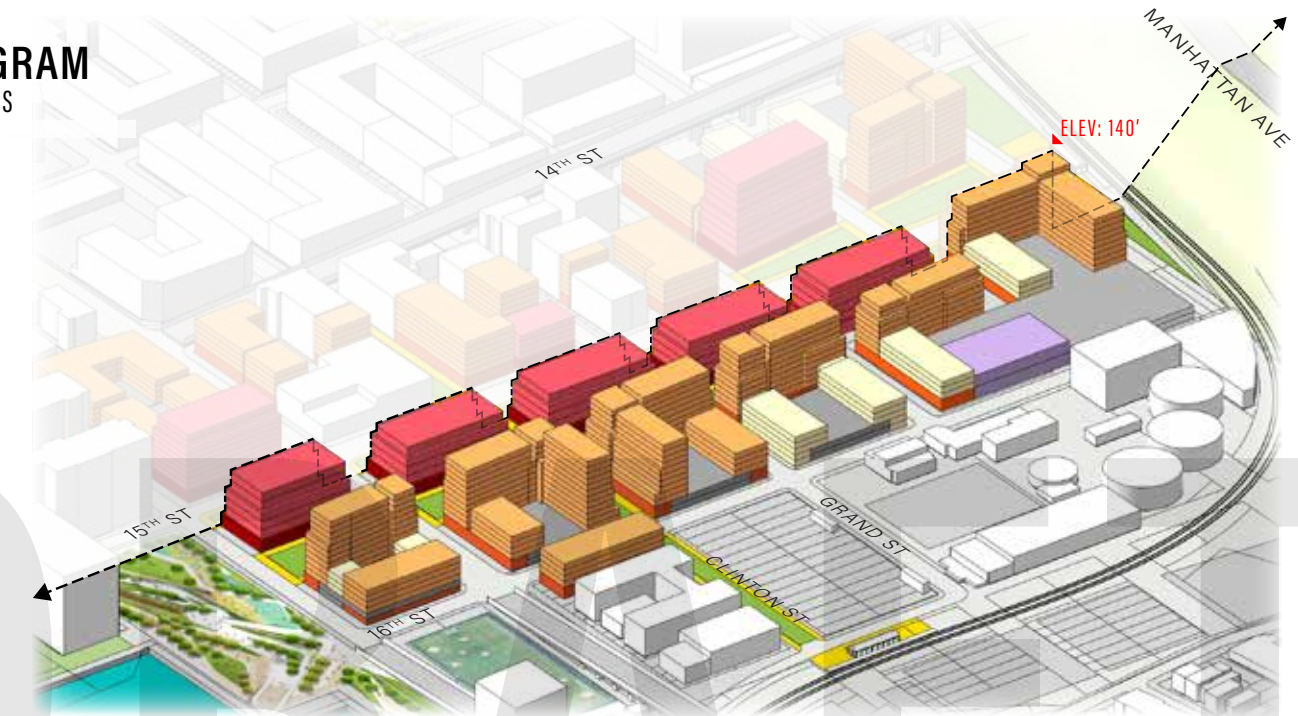 GRAM
S
MANHATTAN AVE
ELEV: 140'
14TH ST
15TH ST
GRAND ST
CLINTON ST
16TH ST